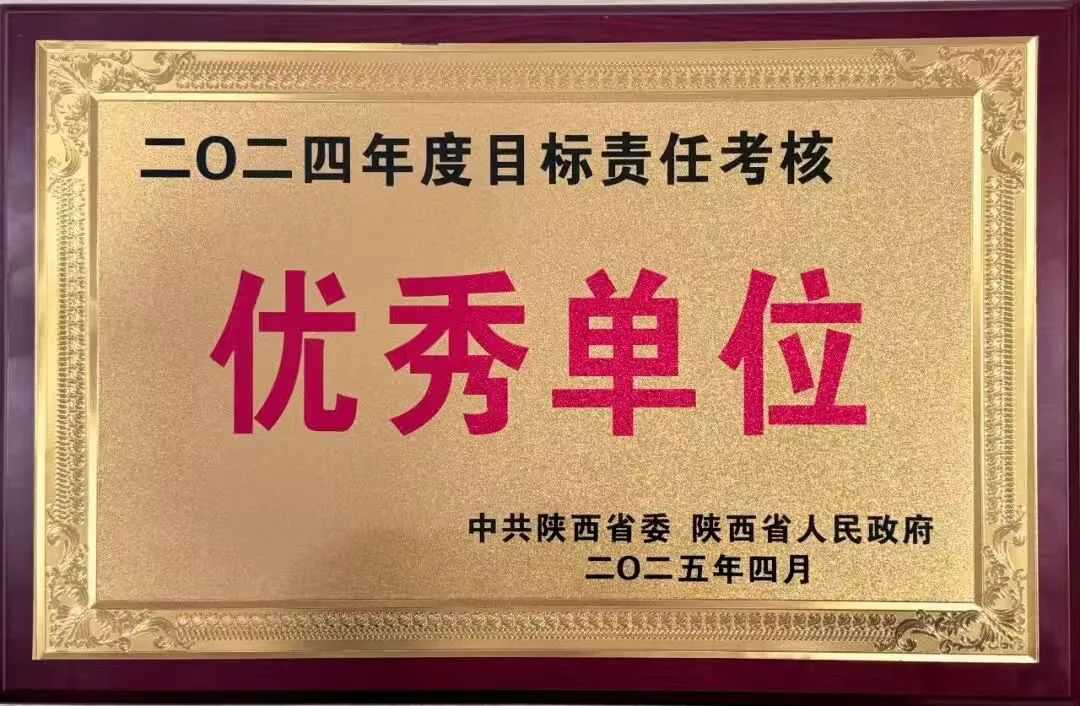 二〇二四年度目标责任考核
优秀单位
中共陕西省委 陕西省人民政府
二〇二五年四月